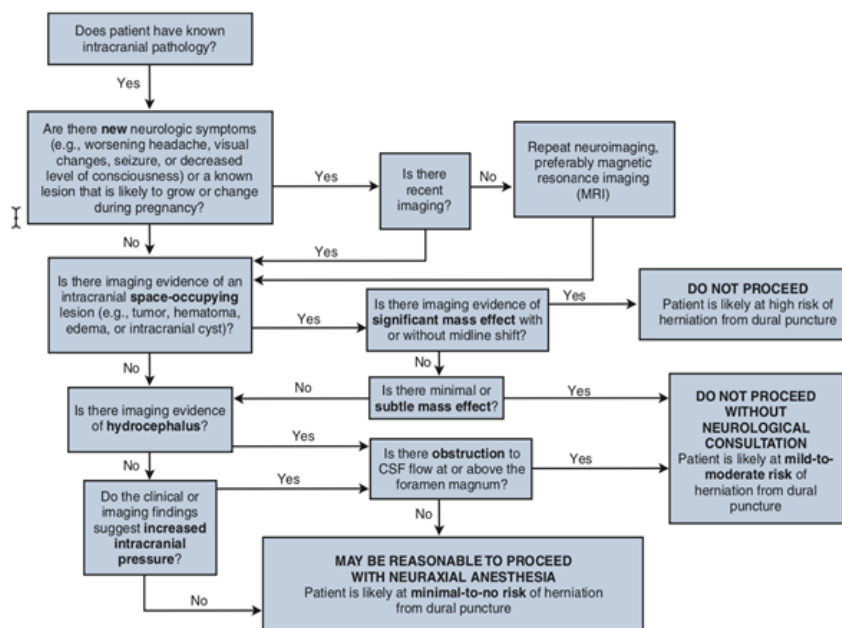 Does patient have known
intracranial pathology?
Yes
Are there new neurologic symptoms
(e.g., worsening headache, visual
changes, seizure, or decreased
level of consciousness) or a known
lesion that is likely to grow or change
during pregnancy?
Yes
Is there
recent
imaging?
No
Repeat neuroimaging,
preferably magnetic
resonance imaging
(MRI)
No
Yes
Is there imaging evidence of an
intracranial space-occupying
lesion (e.g., tumor, hematoma,
edema, or intracranial cyst)?
Yes
Is there imaging evidence of
significant mass effect with
or without midline shift?
Yes
DO NOT PROCEED
Patient is likely at high risk of
herniation from dural puncture
No
No
Is there minimal or
subtle mass effect?
No
Yes
DO NOT PROCEED
WITHOUT
NEUROLOGICAL
CONSULTATION
Patient is likely at mild-to-
moderate risk of
herniation from dural
puncture
Is there imaging evidence
of hydrocephalus?
Yes
Is there obstruction to
CSF flow at or above the
foramen magnum?
Yes
No
Do the clinical or
imaging findings
suggest increased
intracranial
pressure?
Yes
No
No
MAY BE REASONABLE TO PROCEED
WITH NEURAXIAL ANESTHESIA
Patient is likely at minimal-to-no risk of herniation
from dural puncture